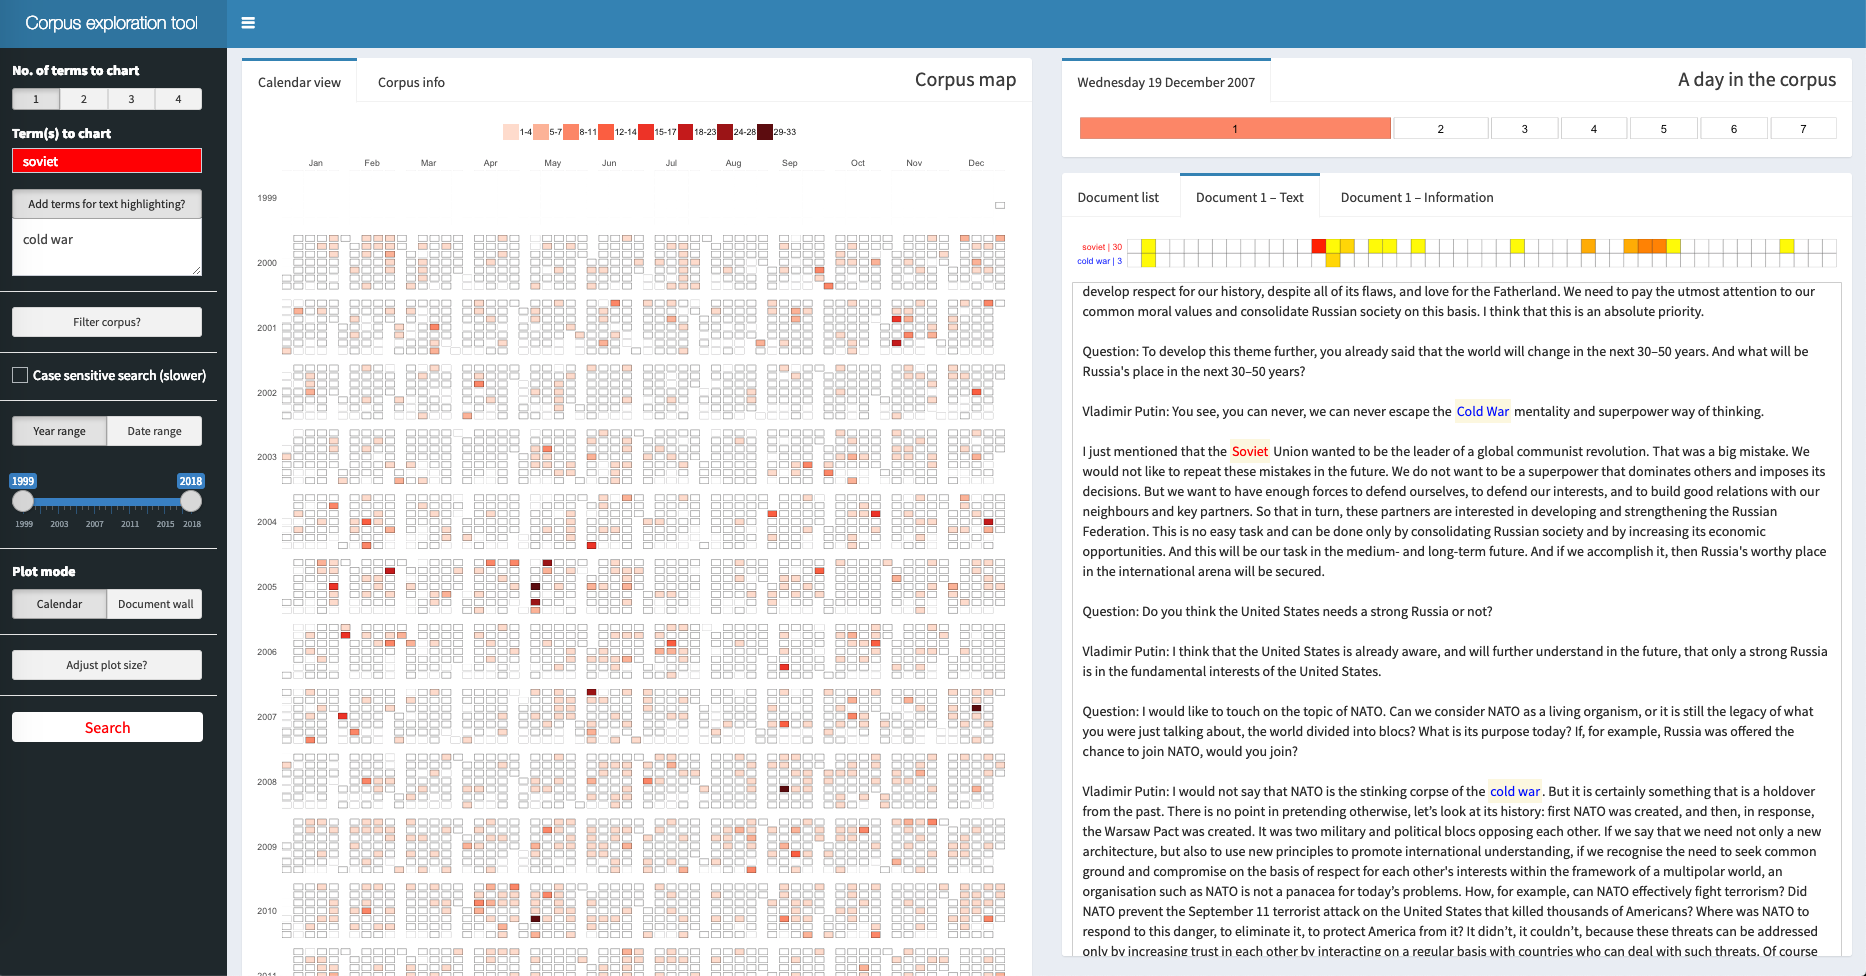 Corpus exploration tool
No. of terms to chart
1 2 3 4
Term(s) to chart
soviet
Add terms for text highlighting?
cold war
Filter corpus?
Case sensitive search (slower)
Year range Date range
1999 2018
1999 2003 2007 2011 2015 2018
Plot mode
Calendar Document wall
Adjust plot size?
Search
Calendar view Corpus info Corpus map
1-4 5-7 8-11 12-14 15-17 18-23 24-28 29-33
Jan Feb Mar Apr May Jun Jul Aug Sep Oct Nov Dec
1999
2000
2001
2002
2003
2004
2005
2006
2007
2008
2009
2010
2011
Wednesday 19 December 2007 A day in the corpus
1 2 3 4 5 6 7
Document list Document 1 – Text Document 1 – Information
soviet | 30
cold war | 3
develop respect for our history, despite all of its flaws, and love for the Fatherland. We need to pay the utmost attention to our
common moral values and consolidate Russian society on this basis. I think that this is an absolute priority.
Question: To develop this theme further, you already said that the world will change in the next 30–50 years. And what will be
Russia's place in the next 30–50 years?
Vladimir Putin: You see, you can never, we can never escape the Cold War mentality and superpower way of thinking.
I just mentioned that the Soviet Union wanted to be the leader of a global communist revolution. That was a big mistake. We
would not like to repeat these mistakes in the future. We do not want to be a superpower that dominates others and imposes its
decisions. But we want to have enough forces to defend ourselves, to defend our interests, and to build good relations with our
neighbours and key partners. So that in turn, these partners are interested in developing and strengthening the Russian
Federation. This is no easy task and can be done only by consolidating Russian society and by increasing its economic
opportunities. And this will be our task in the medium- and long-term future. And if we accomplish it, then Russia's worthy place
in the international arena will be secured.
Question: Do you think the United States needs a strong Russia or not?
Vladimir Putin: I think that the United States is already aware, and will further understand in the future, that only a strong Russia
is in the fundamental interests of the United States.
Question: I would like to touch on the topic of NATO. Can we consider NATO as a living organism, or it is still the legacy of what
you were just talking about, the world divided into blocs? What is its purpose today? If, for example, Russia was offered the
chance to join NATO, would you join?
Vladimir Putin: I would not say that NATO is the stinking corpse of the cold war. But it is certainly something that is a holdover
from the past. There is no point in pretending otherwise, let's look at its history: first NATO was created, and then, in response,
the Warsaw Pact was created. It was two military and political blocs opposing each other. If we say that we need not only a new
architecture, but also to use new principles to promote international understanding, if we recognise the need to seek common
ground and compromise on the basis of respect for each other's interests within the framework of a multipolar world, an
organisation such as NATO is not a panacea for today's problems. How, for example, can NATO effectively fight terrorism? Did
NATO prevent the September 11 terrorist attack on the United States that killed thousands of Americans? Where was NATO to
respond to this danger, to eliminate it, to protect America from it? It didn't, it couldn't, because these threats can be addressed
only by increasing trust in each other by interacting on a regular basis with countries who can deal with such threats. Of course